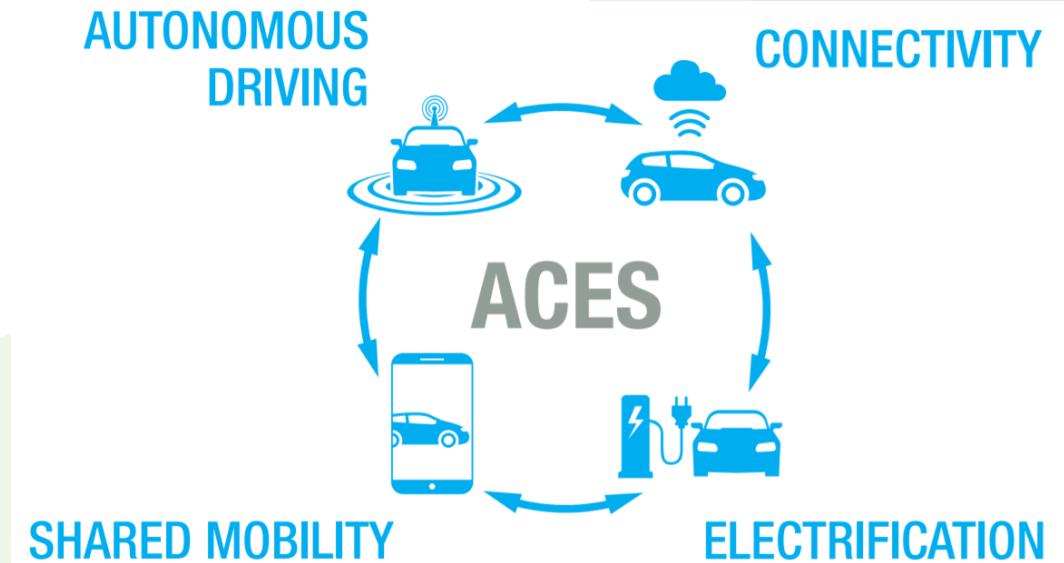 AUTONOMOUS
DRIVING
CONNECTIVITY
ACES
SHARED MOBILITY
ELECTRIFICATION